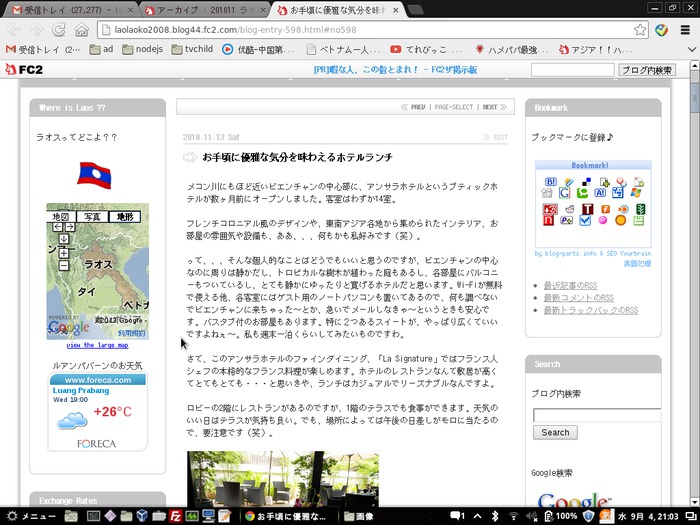 受信トレイ (27,277) - tv
アーカイブ : 201011 ラオ
お手頃に優雅な気分を味わ
laolaoko2008.blog44.fc2.com/blog-entry-598.html#no598
受信トレイ (27
ad
nodejs
tvchild
优酷-中国第...
ベトナム一人...
てれびっこ
ハメパパ最強...
アジア！！ハ...
FC2
[PR]暇な人、この指とまれ！ - FC2ザ掲示板
ブログ内検索
Where is Laos ??
ラオスってどこよ？？
地図
写真
地形
ラオス
タイ
POWERED BY
Google
利用規約
view the large map
ルアンパバーンのお天気
www.foreca.com
Luang Prabang
Wed 19:00
+26°C
FORECA
Exchange Rates
≪ PREV | PAGE-SELECT | NEXT ≫
2010.11.13 Sat
≫ EDIT
お手頃に優雅な気分を味わえるホテルランチ
メコン川にもほど近いビエンチャンの中心部に、アンサラホテルというブティックホ
テルが数ヶ月前にオープンしました。客室はわずか14室。
フレンチコロニアル風のデザインや、東南アジア各地から集められたインテリア、お
部屋の雰囲気や設備も、ああ、、、何もかも私好みです（笑）。
って、、、そんな個人的なことはどうでもいいと思うのですが、ビエンチャンの中心
なのに周りは静かだし、トロピカルな樹木が植わった庭もあるし、各部屋にバルコニ
ーもついているし、とても静かにゆったりと寛げるホテルだと思います。Wi-Fiが無料
で使える他、各客室にはゲスト用のノートパソコンも置いてあるので、何も調べない
でビエンチャンに来ちゃった～とか、急いでメールしなきゃ～というときも安心で
す。バスタブ付のお部屋もあります。特に２つあるスイートが、やっぱり広くていい
ですよねぇ～。私も週末一泊くらいしてみたいものですわ。
さて、このアンサラホテルのファインダイニング、「La Signature」ではフランス人
シェフの本格的なフランス料理が楽しめます。ホテルのレストランなんて敷居が高く
てとてもとても・・・と思いきや、ランチはカジュアルでリーズナブルなんですよ。
ロビーの2階にレストランがあるのですが、1階のテラスでも食事ができます。天気の
いい日はテラスが気持ち良い。でも、場所によっては午後の日差しがモロに当たるの
で、要注意です（笑）。
Bookmark
ブックマークに登録♪
Bookmark!
by blog-parts.info & SEO Yourbrain
最近記事のRSS
最新コメントのRSS
最新トラックバックのRSS
Search
ブログ内検索
Search
Google検索
Google
メニュー
お手頃に優雅な...
画像
1
100%
水 9月 4, 21:03